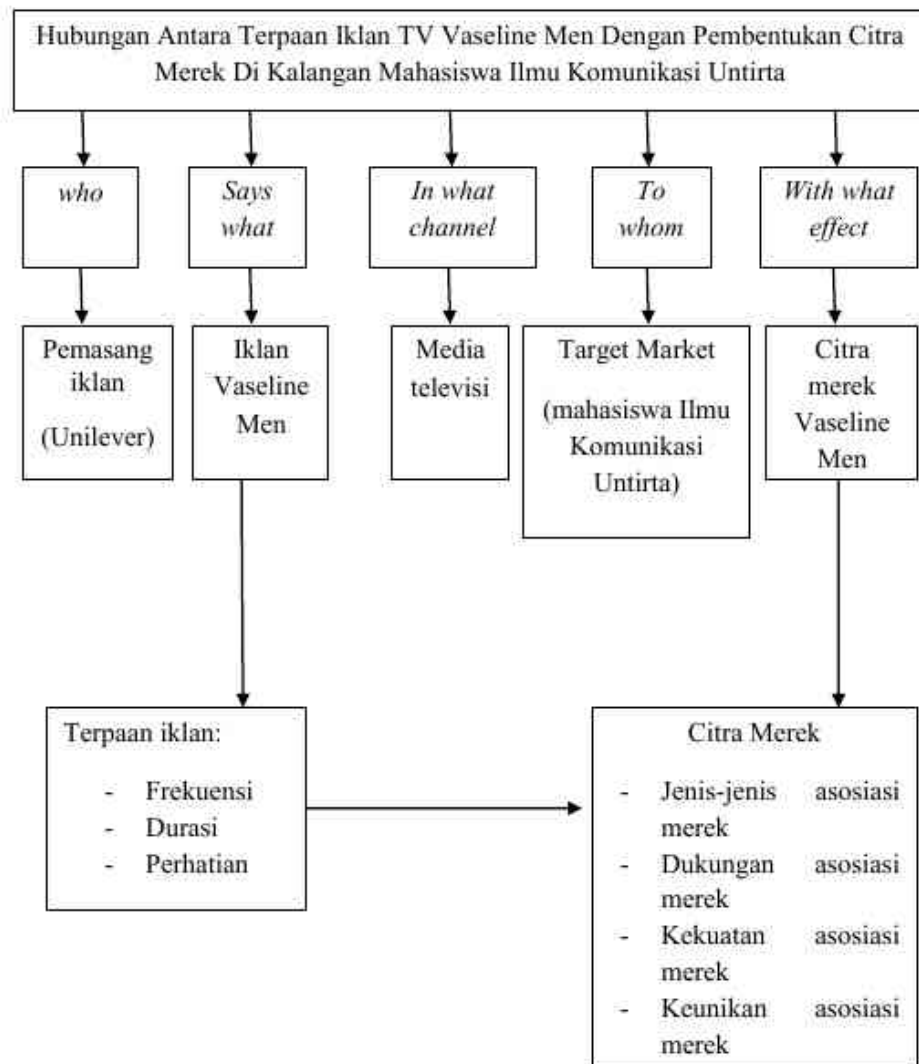 Hubungan Antara Terpaan Iklan TV Vaseline Men Dengan Pembentukan Citra
Merek Di Kalangan Mahasiswa Ilmu Komunikasi Untirta
who
Says
what
In what
channel
To
whom
With what
effect
Pemasang
iklan
(Unilever)
Iklan
Vaseline
Men
Media
televisi
Target Market
(mahasiswa Ilmu
Komunikasi
Untirta)
Citra
merek
Vaseline
Men
Terpaan iklan:
- Frekuensi
- Durasi
- Perhatian
Citra Merek
- Jenis-jenis asosiasi
merek
- Dukungan asosiasi
merek
- Kekuatan asosiasi
merek
- Keunikan asosiasi
merek